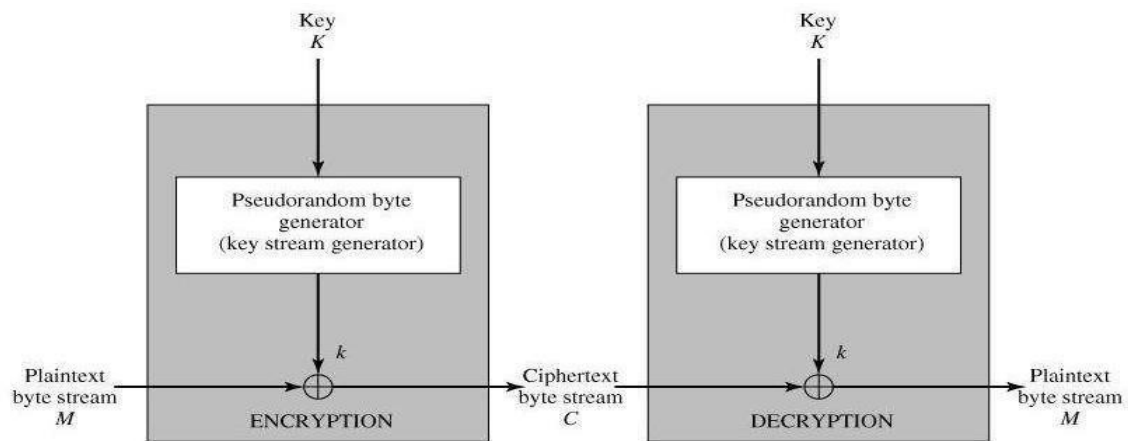 Key
K
Pseudorandom byte
generator
(key stream generator)
k
Plaintext
byte stream
M
ENCRYPTION
Ciphertext
byte stream
C
Key
K
Pseudorandom byte
generator
(key stream generator)
k
DECRYPTION
Plaintext
byte stream
M